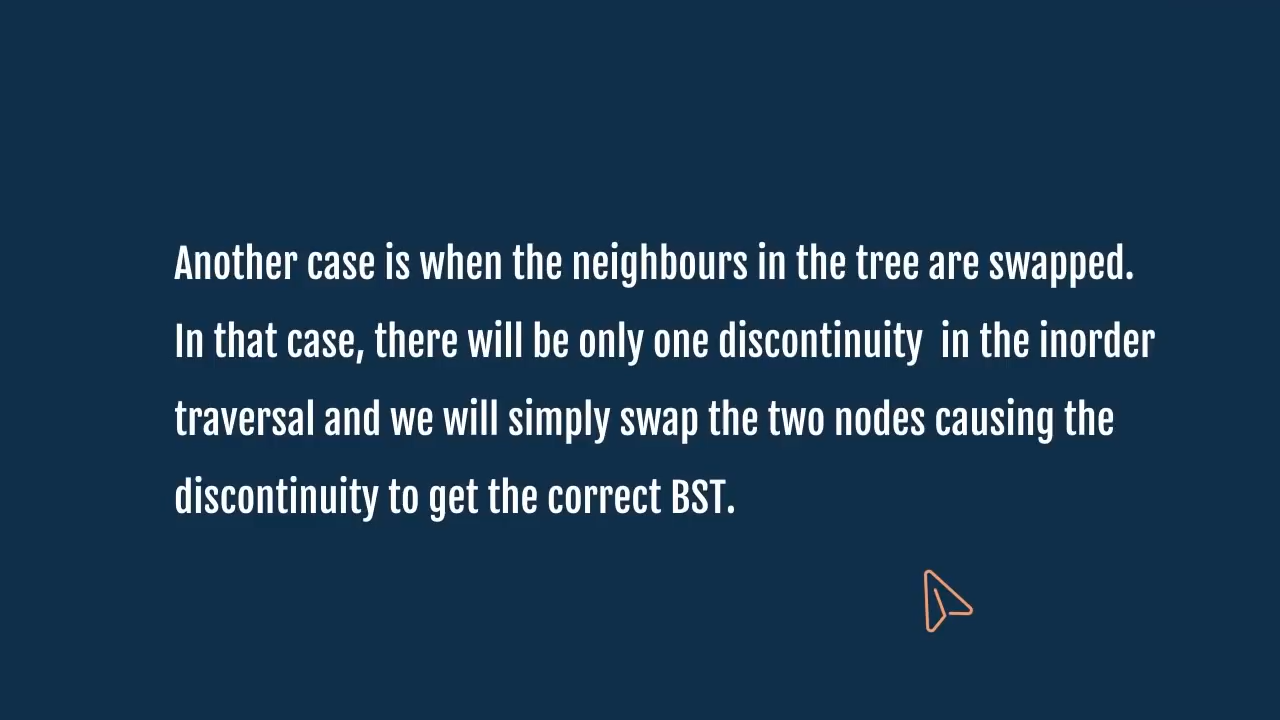 Another case is when the neighbours in the tree are swapped.
In that case, there will be only one discontinuity  in the inorder
traversal and we will simply swap the two nodes causing the
discontinuity to get the correct BST.